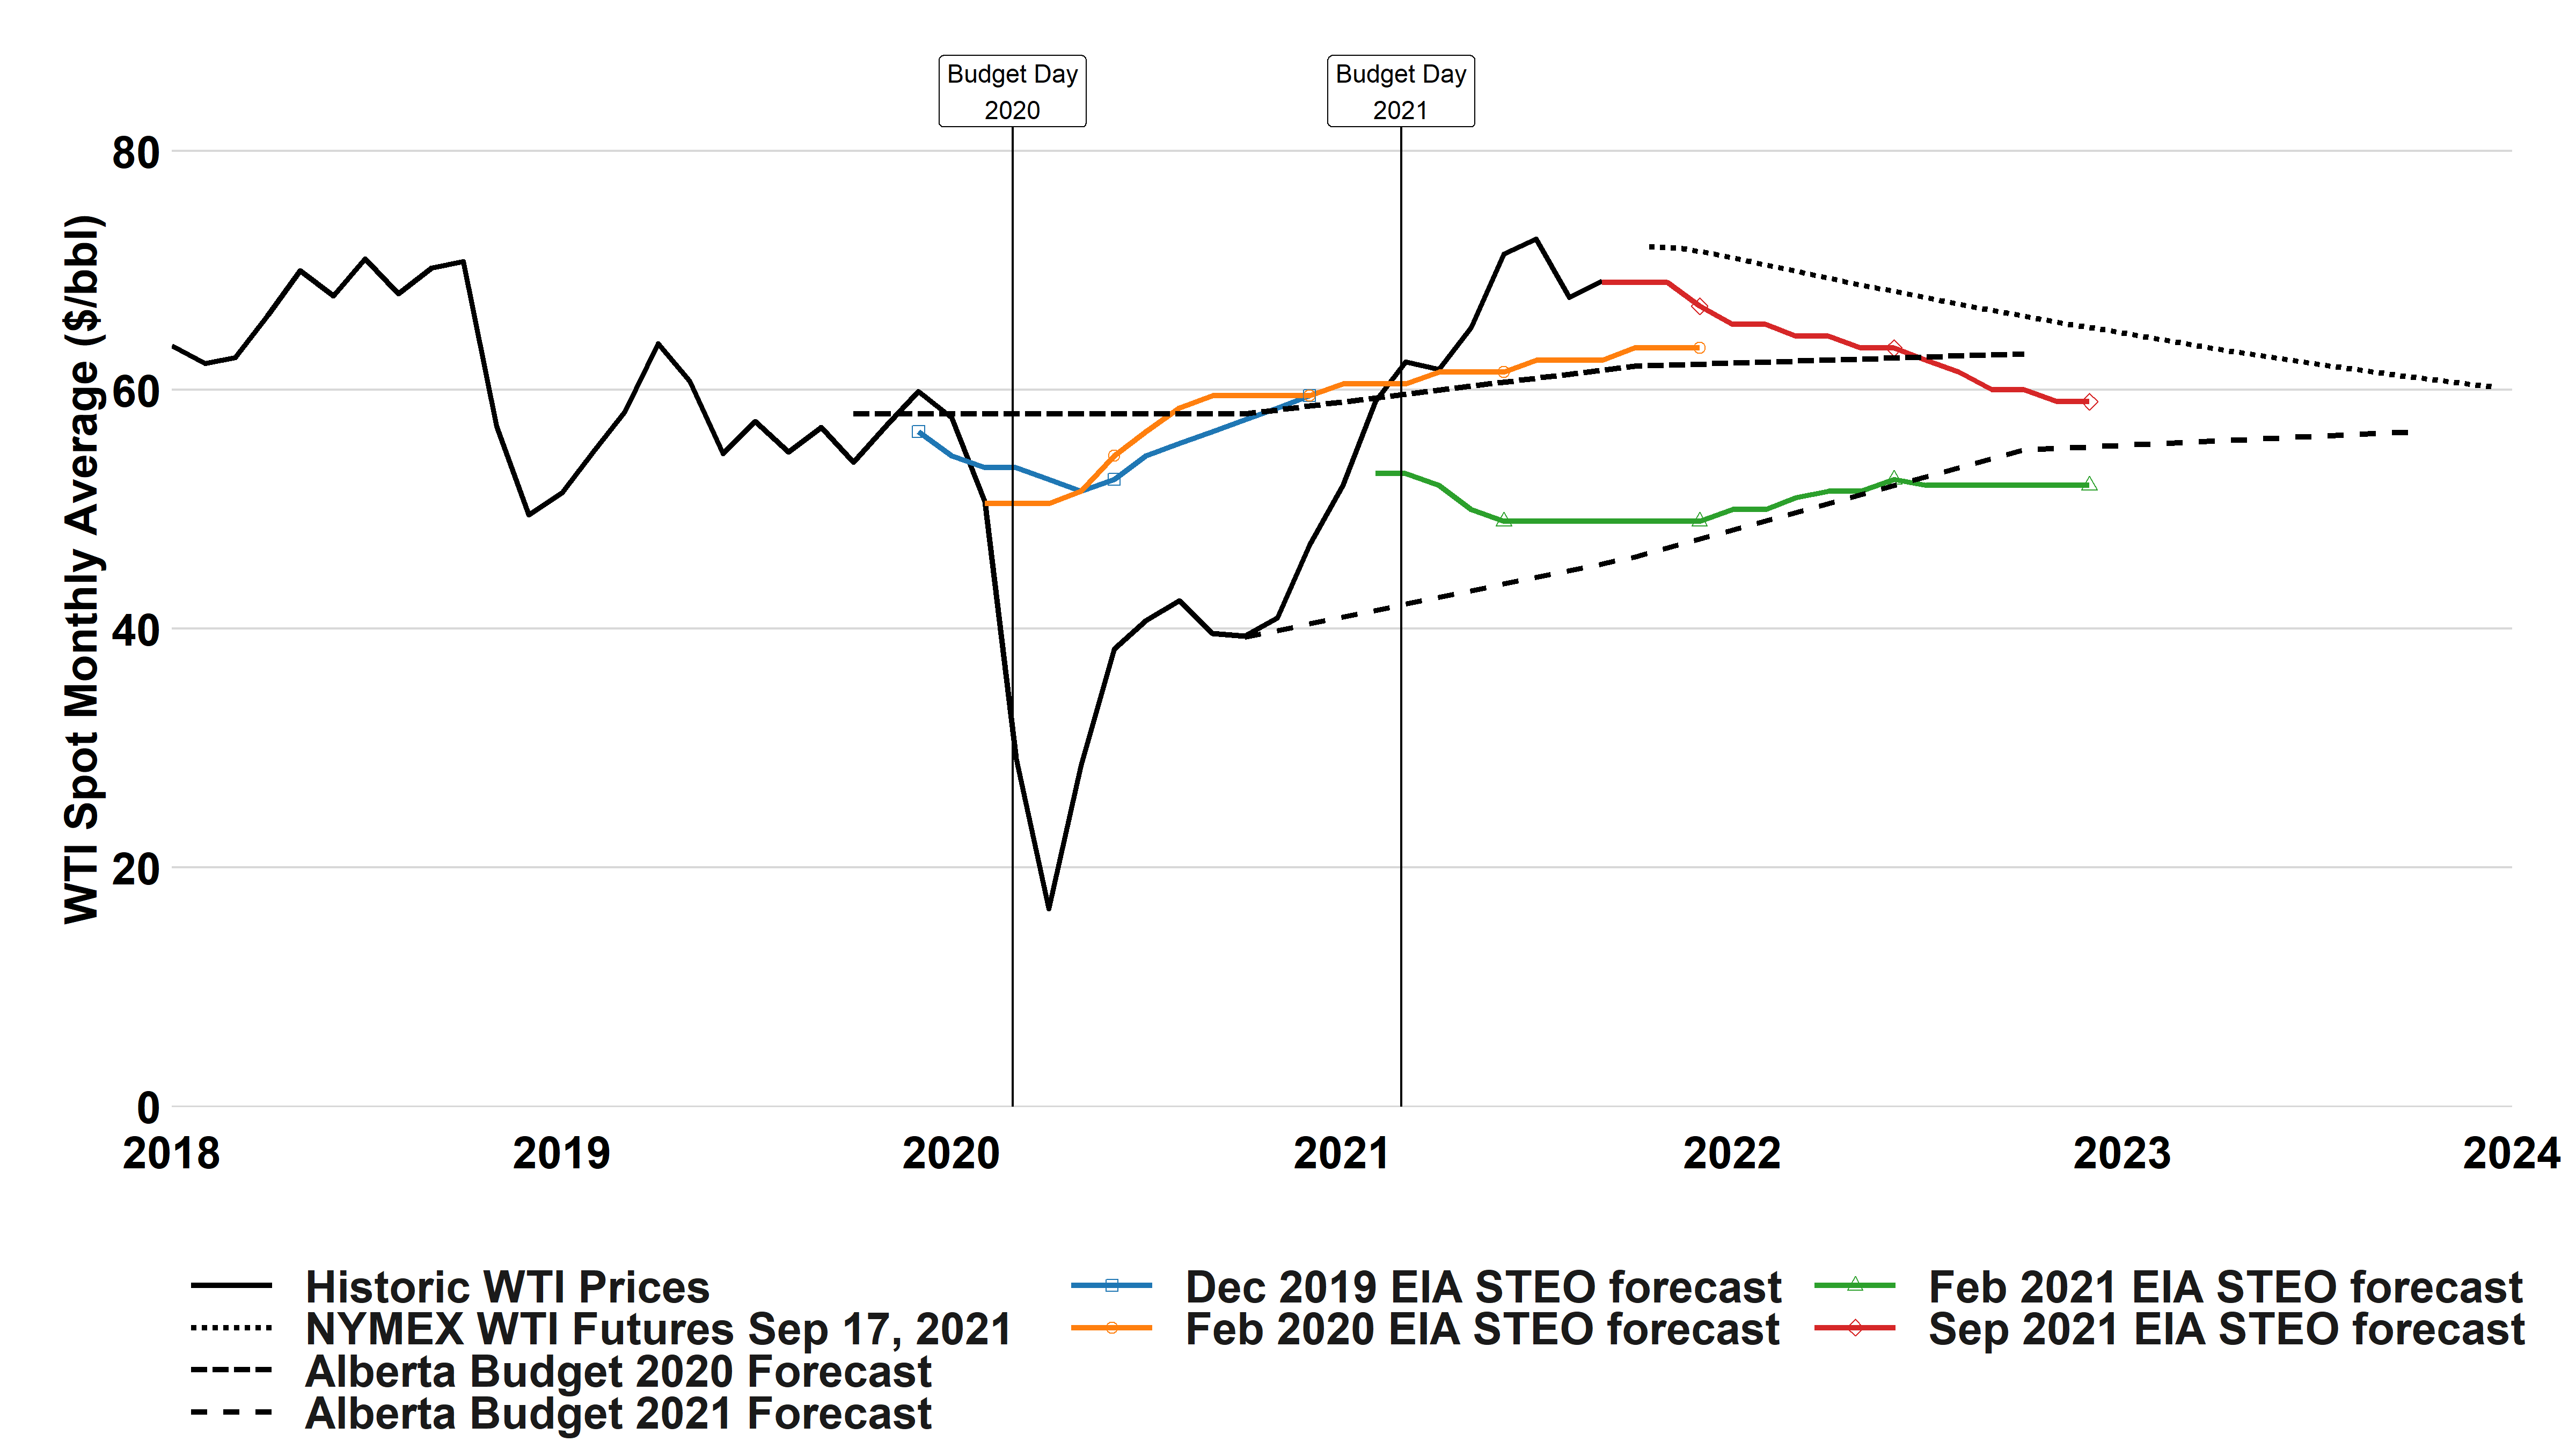 Budget Day
2020
Budget Day
2021
WTI Spot Monthly Average ($/bbl)
80
60
40
20
0
2018
2019
2020
2021
2022
2023
2024
Historic WTI Prices
NYMEX WTI Futures Sep 17, 2021
Alberta Budget 2020 Forecast
Alberta Budget 2021 Forecast
Dec 2019 EIA STEO forecast
Feb 2020 EIA STEO forecast
Feb 2021 EIA STEO forecast
Sep 2021 EIA STEO forecast